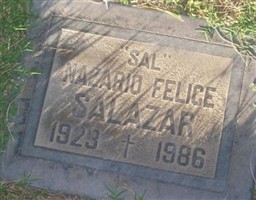 "SAL"
NAZARIO FELICE
SALAZAR
1923 † 1986